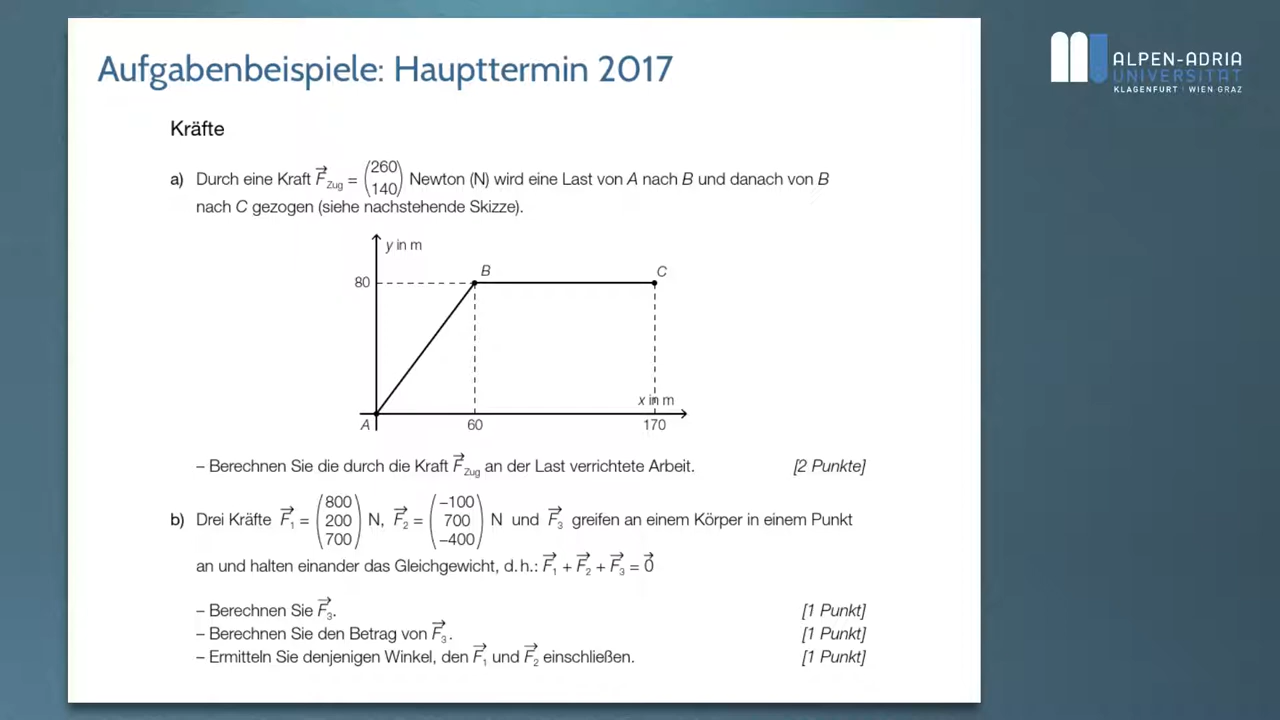 Aufgabenbeispiele: Haupttermin 2017
ALPEN-ADRIA
UNIVERSITÄT
KLAGENFURT | WIEN GRAZ
Kräfte
a) Durch eine Kraft F⃗Zug = (260 140) Newton (N) wird eine Last von A nach B und danach von B
nach C gezogen (siehe nachstehende Skizze).
y in m
80
B
C
x in m
A
60
170
– Berechnen Sie die durch die Kraft F⃗Zug an der Last verrichtete Arbeit. [2 Punkte]
b) Drei Kräfte F⃗₁ = (800 200 700) N, F⃗₂ = (–100 700 –400) N und F⃗₃ greifen an einem Körper in einem Punkt
an und halten einander das Gleichgewicht, d.h.: F⃗₁ + F⃗₂ + F⃗₃ = 0⃗
– Berechnen Sie F⃗₃. [1 Punkt]
– Berechnen Sie den Betrag von F⃗₃. [1 Punkt]
– Ermitteln Sie denjenigen Winkel, den F⃗₁ und F⃗₂ einschließen. [1 Punkt]